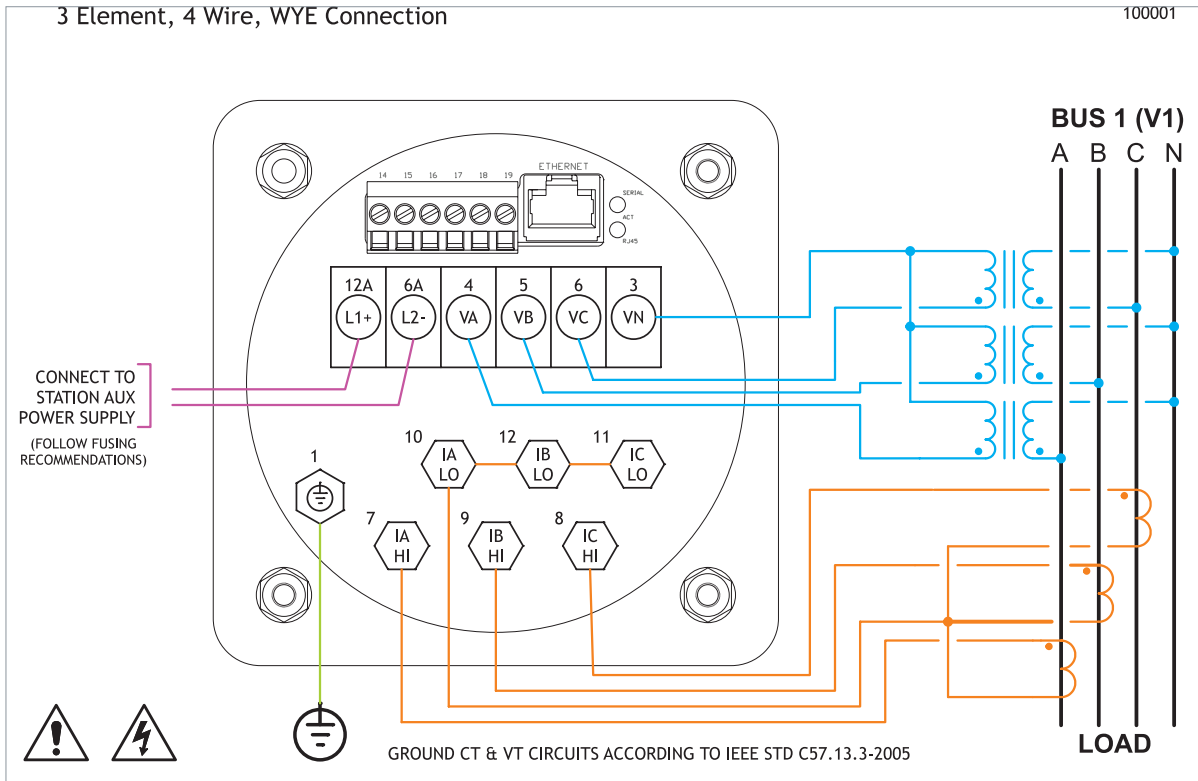 3 Element, 4 Wire, WYE Connection
100001
BUS 1 (V1)
A B C N
ETHERNET
14 15 16 17 18 19
SERIAL
ACT
RJ45
12A 6A 4 5 6 3
L1+ L2- VA VB VC VN
CONNECT TO
STATION AUX
POWER SUPPLY
(FOLLOW FUSING
RECOMMENDATIONS)
10 12 11
IA IB IC
LO LO LO
1
7 9 8
IA IB IC
HI HI HI
LOAD
GROUND CT & VT CIRCUITS ACCORDING TO IEEE STD C57.13.3-2005